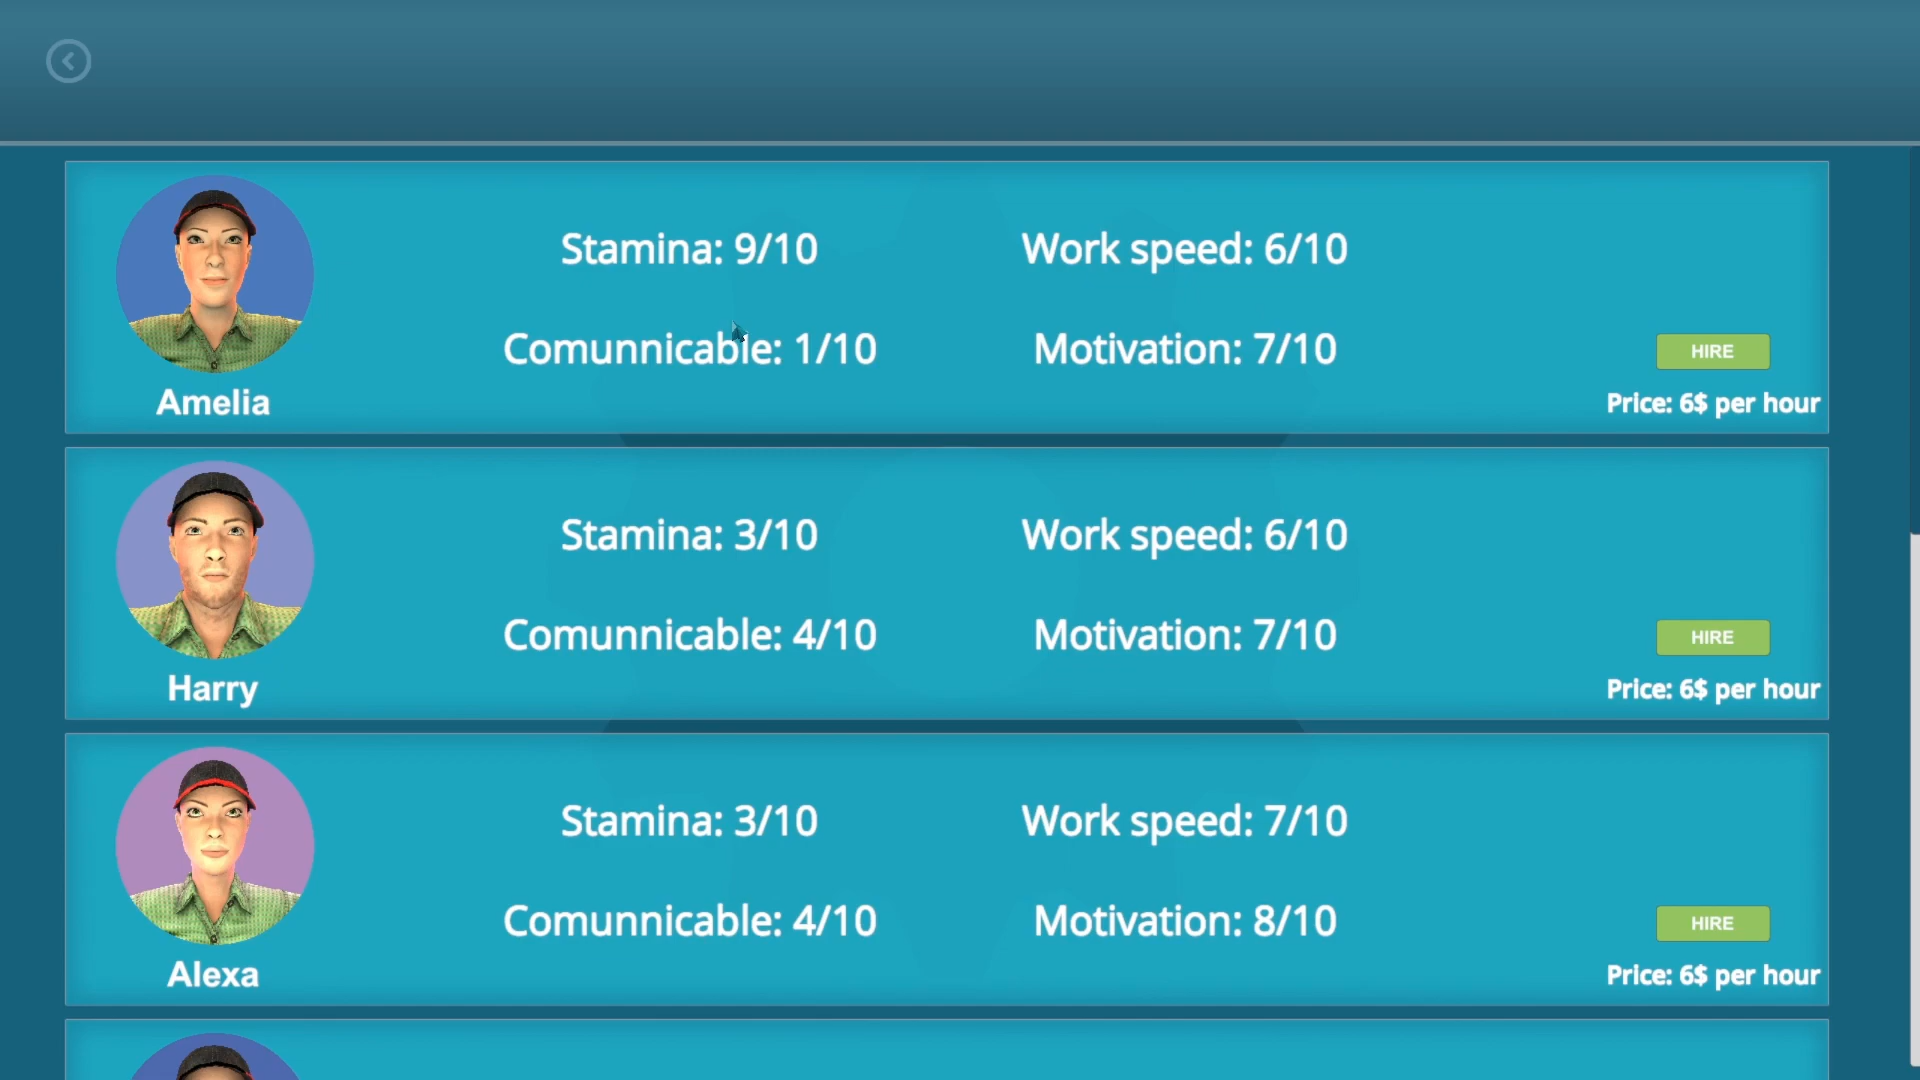 Stamina: 9/10 Work speed: 6/10
Comunnicable: 1/10 Motivation: 7/10
HIRE
Amelia
Price: 6$ per hour
Stamina: 3/10 Work speed: 6/10
Comunnicable: 4/10 Motivation: 7/10
HIRE
Harry
Price: 6$ per hour
Stamina: 3/10 Work speed: 7/10
Comunnicable: 4/10 Motivation: 8/10
HIRE
Alexa
Price: 6$ per hour